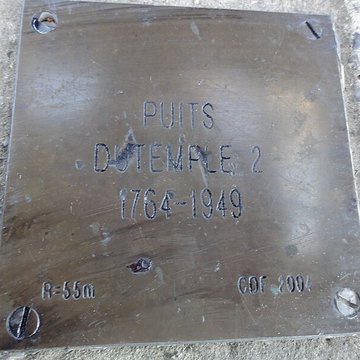 PUITS
DUTEMPLE 2
1764-1949
R=55m CDF 2004